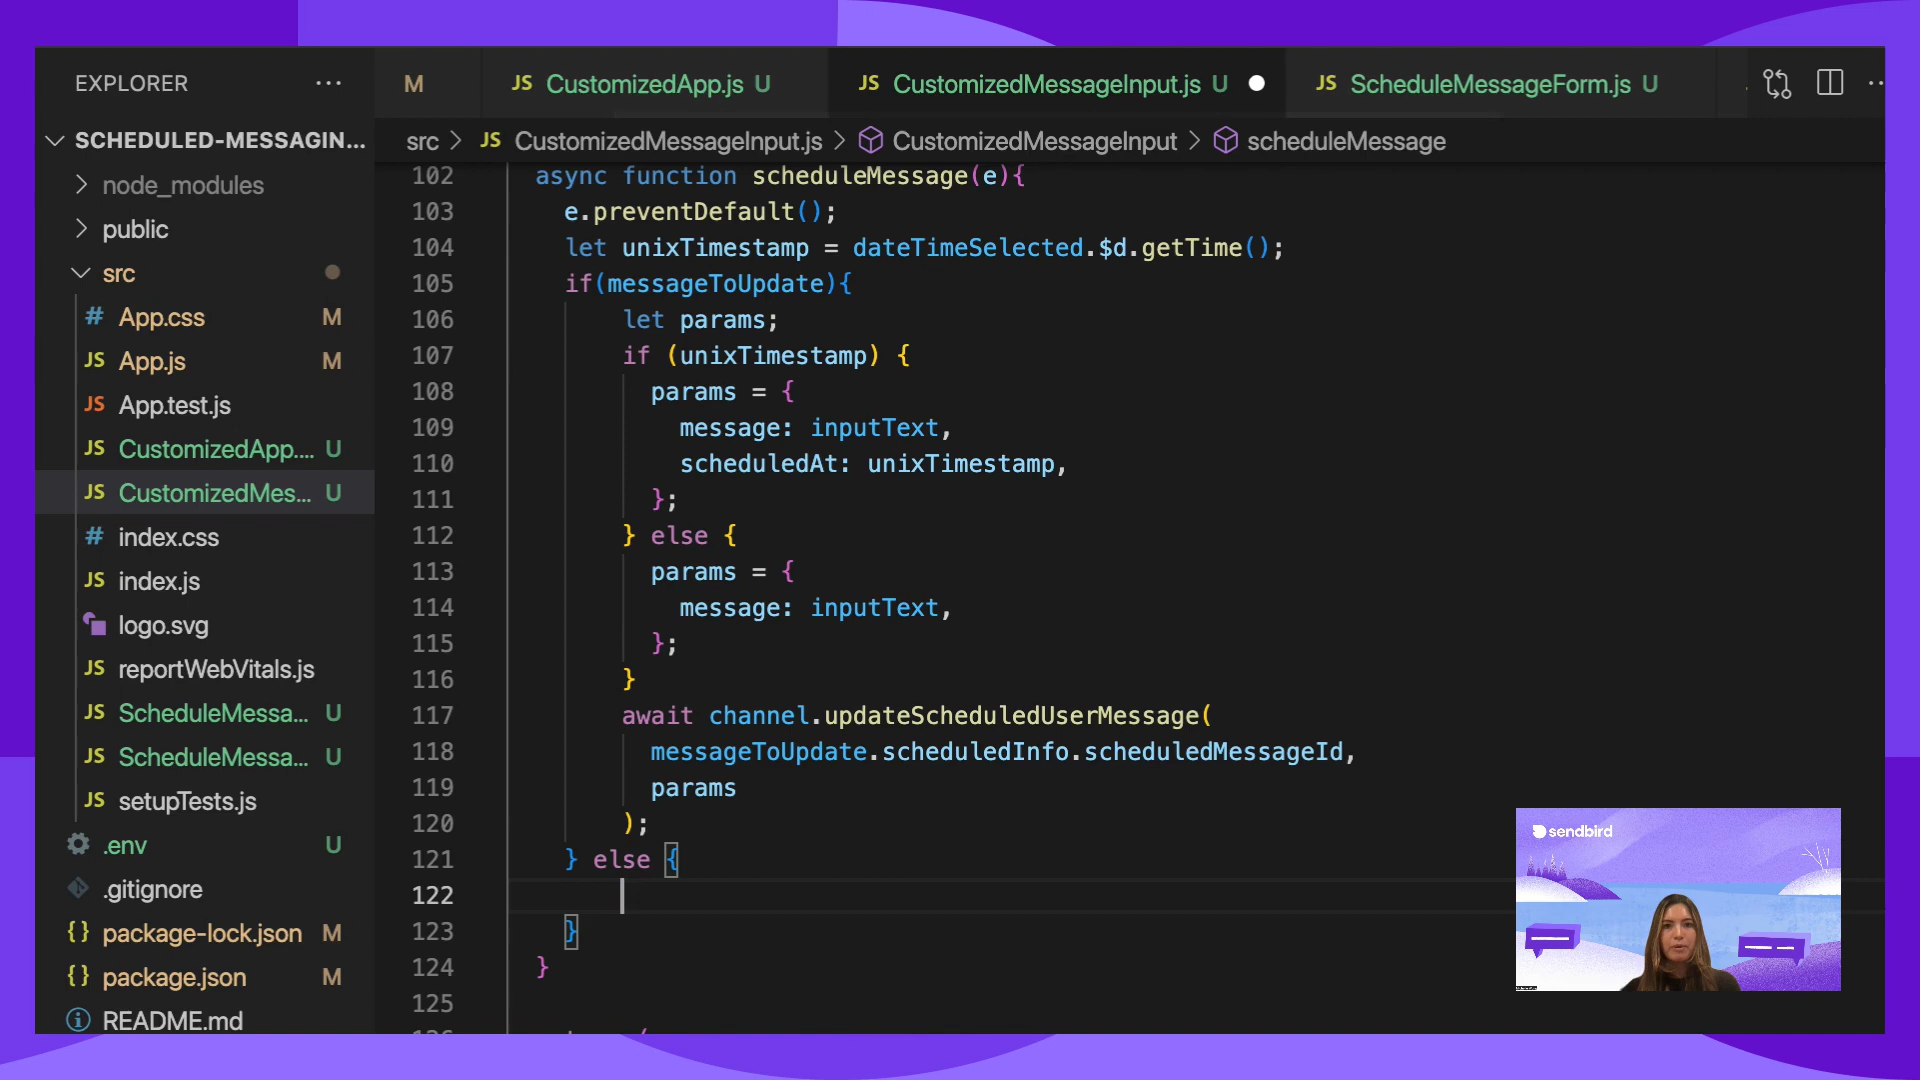 EXPLORER ...
SCHEDULED-MESSAGIN...
node_modules
public
src
# App.css M
JS App.js M
JS App.test.js
JS CustomizedApp.... U
JS CustomizedMes... U
# index.css
JS index.js
logo.svg
JS reportWebVitals.js
JS ScheduleMessa... U
JS ScheduleMessa... U
JS setupTests.js
.env U
.gitignore
{} package-lock.json M
{} package.json M
README.md
M JS CustomizedApp.js U JS CustomizedMessageInput.js U JS ScheduleMessageForm.js U
src > JS CustomizedMessageInput.js > CustomizedMessageInput > scheduleMessage
102 async function scheduleMessage(e){
103 e.preventDefault();
104 let unixTimestamp = dateTimeSelected.$d.getTime();
105 if(messageToUpdate){
106 let params;
107 if (unixTimestamp) {
108 params = {
109 message: inputText,
110 scheduledAt: unixTimestamp,
111 };
112 } else {
113 params = {
114 message: inputText,
115 };
116 }
117 await channel.updateScheduledUserMessage(
118 messageToUpdate.scheduledInfo.scheduledMessageId,
119 params
120 );
121 } else {
122
123 }
124 }
125
sendbird